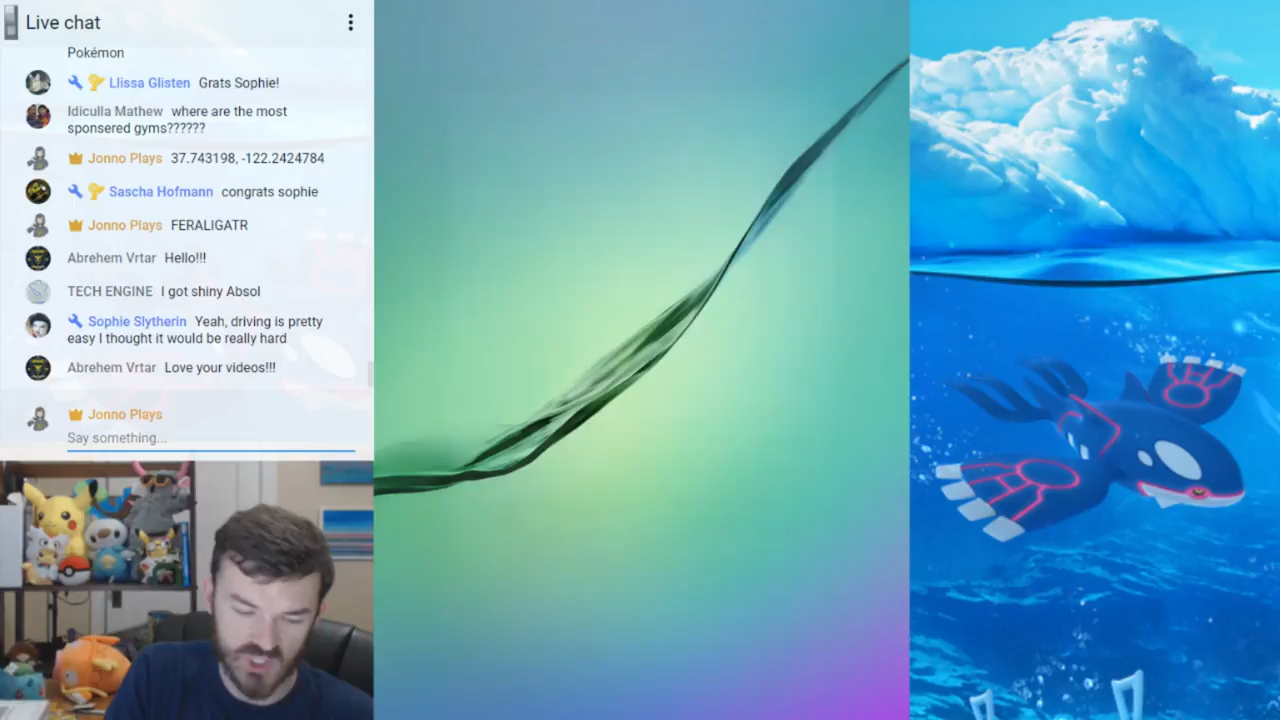 Live chat
Pokémon
Llissa Glisten Grats Sophie!
Idiculla Mathew where are the most
sponsered gyms??????
Jonno Plays 37.743198, -122.2424784
Sascha Hofmann congrats sophie
Jonno Plays FERALIGATR
Abrehem Vrtar Hello!!!
TECH ENGINE I got shiny Absol
Sophie Slytherin Yeah, driving is pretty
easy I thought it would be really hard
Abrehem Vrtar Love your videos!!!
Jonno Plays
Say something...